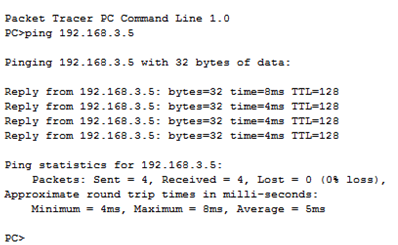 Packet Tracer PC Command Line 1.0
PC>ping 192.168.3.5
Pinging 192.168.3.5 with 32 bytes of data:
Reply from 192.168.3.5: bytes=32 time=8ms TTL=128
Reply from 192.168.3.5: bytes=32 time=4ms TTL=128
Reply from 192.168.3.5: bytes=32 time=4ms TTL=128
Reply from 192.168.3.5: bytes=32 time=4ms TTL=128
Ping statistics for 192.168.3.5:
Packets: Sent = 4, Received = 4, Lost = 0 (0% loss),
Approximate round trip times in milli-seconds:
Minimum = 4ms, Maximum = 8ms, Average = 5ms
PC>